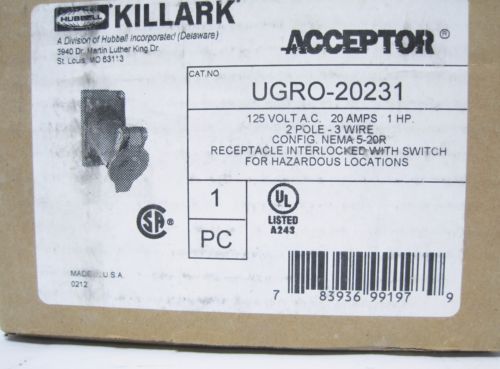 HUBBELL KILLARK
A Division of Hubbell Incorporated (Delaware)
3940 Dr. Martin Luther King Dr.
St. Louis, MO 63113
ACCEPTOR®
CAT.NO.
UGRO-20231
125 VOLT A.C. 20 AMPS 1 HP.
2 POLE - 3 WIRE
CONFIG. NEMA 5-20R
RECEPTACLE INTERLOCKED WITH SWITCH
FOR HAZARDOUS LOCATIONS
1
PC
SA ®
UL
LISTED
A243
MADE IN U.S.A.
0212
7 83936 99197 9